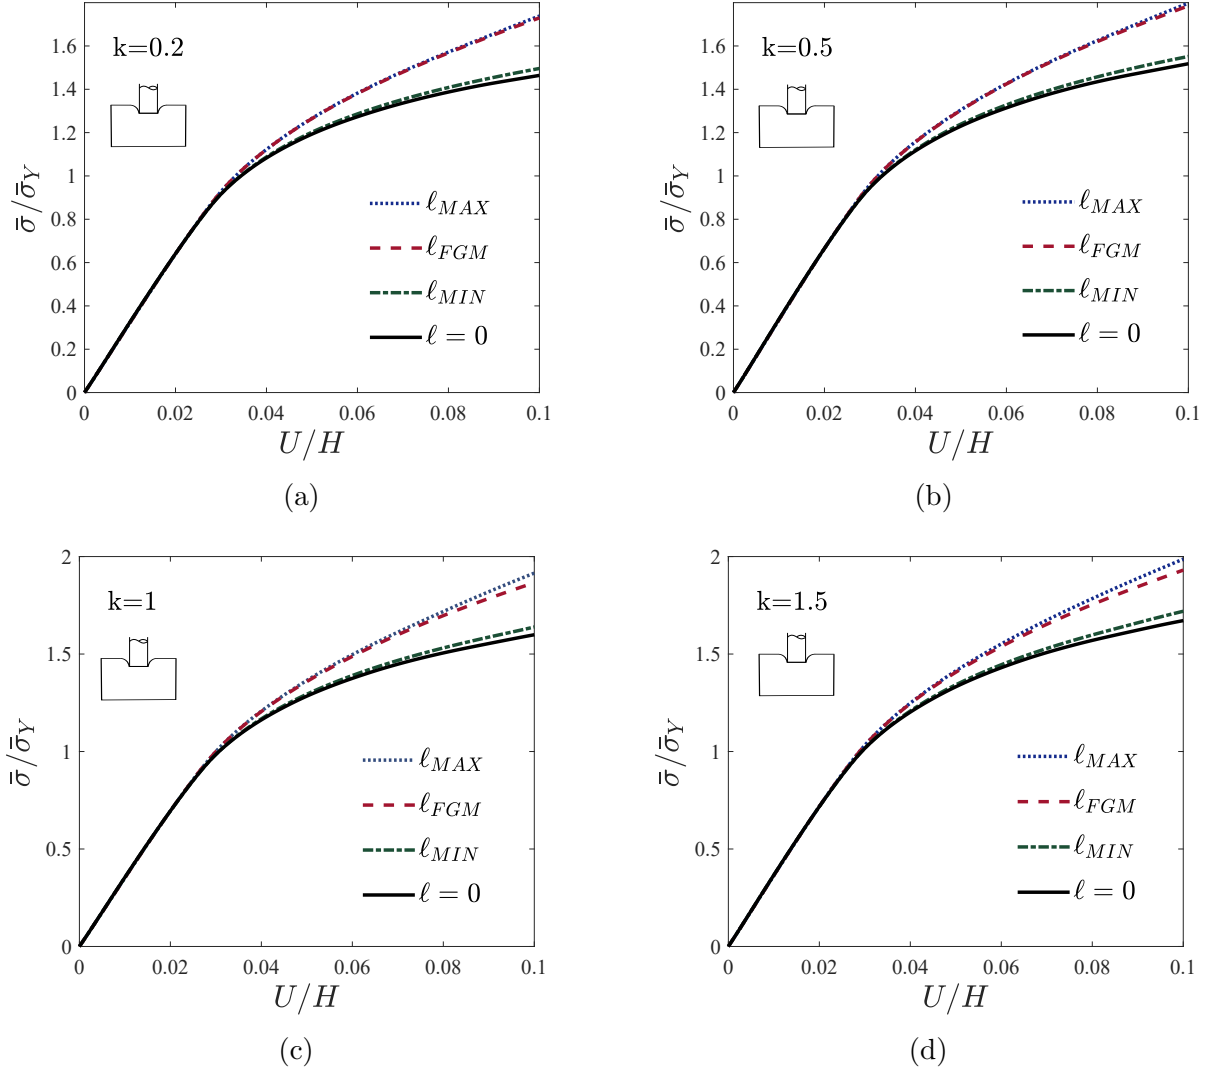 k=0.2
σ̄/σ̄_Y
1.6
1.4
1.2
1
0.8
0.6
0.4
0.2
0
ℓ_MAX
ℓ_FGM
ℓ_MIN
ℓ = 0
0 0.02 0.04 0.06 0.08 0.1
U/H
(a)
k=0.5
σ̄/σ̄_Y
1.6
1.4
1.2
1
0.8
0.6
0.4
0.2
0
ℓ_MAX
ℓ_FGM
ℓ_MIN
ℓ = 0
0 0.02 0.04 0.06 0.08 0.1
U/H
(b)
k=1
σ̄/σ̄_Y
2
1.5
1
0.5
0
ℓ_MAX
ℓ_FGM
ℓ_MIN
ℓ = 0
0 0.02 0.04 0.06 0.08 0.1
U/H
(c)
k=1.5
σ̄/σ̄_Y
2
1.5
1
0.5
0
ℓ_MAX
ℓ_FGM
ℓ_MIN
ℓ = 0
0 0.02 0.04 0.06 0.08 0.1
U/H
(d)